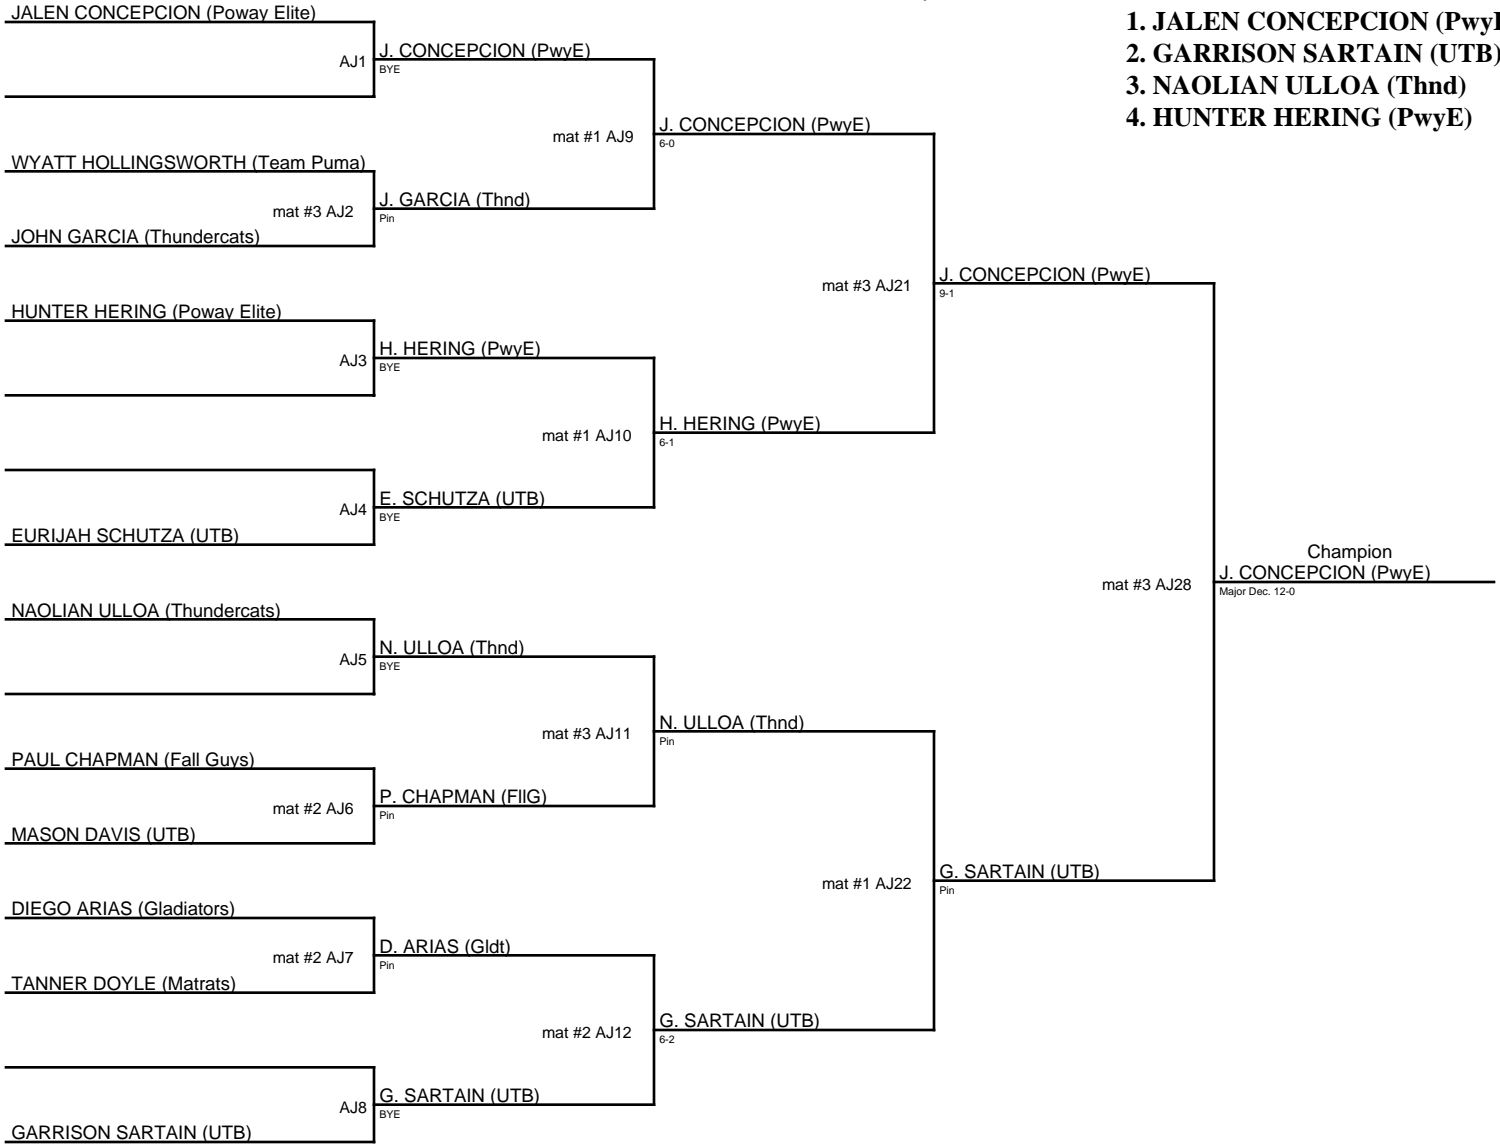 JALEN CONCEPCION (Poway Elite)
AJ1
J. CONCEPCION (PwyE)
BYE
mat #1 AJ9
J. CONCEPCION (PwyE)
6-0
WYATT HOLLINGSWORTH (Team Puma)
mat #3 AJ2
J. GARCIA (Thnd)
Pin
JOHN GARCIA (Thundercats)
mat #3 AJ21
J. CONCEPCION (PwyE)
9-1
HUNTER HERING (Poway Elite)
AJ3
H. HERING (PwyE)
BYE
mat #1 AJ10
H. HERING (PwyE)
6-1
AJ4
E. SCHUTZA (UTB)
BYE
EURIJAH SCHUTZA (UTB)
mat #3 AJ28
Champion
J. CONCEPCION (PwyE)
Major Dec. 12-0
NAOLIAN ULLOA (Thundercats)
AJ5
N. ULLOA (Thnd)
BYE
mat #3 AJ11
N. ULLOA (Thnd)
Pin
PAUL CHAPMAN (Fall Guys)
mat #2 AJ6
P. CHAPMAN (FllG)
Pin
MASON DAVIS (UTB)
mat #1 AJ22
G. SARTAIN (UTB)
Pin
DIEGO ARIAS (Gladiators)
mat #2 AJ7
D. ARIAS (Gldt)
Pin
TANNER DOYLE (Matrats)
mat #2 AJ12
G. SARTAIN (UTB)
6-2
AJ8
G. SARTAIN (UTB)
BYE
GARRISON SARTAIN (UTB)
1. JALEN CONCEPCION (Pwy
2. GARRISON SARTAIN (UTB)
3. NAOLIAN ULLOA (Thnd)
4. HUNTER HERING (PwyE)